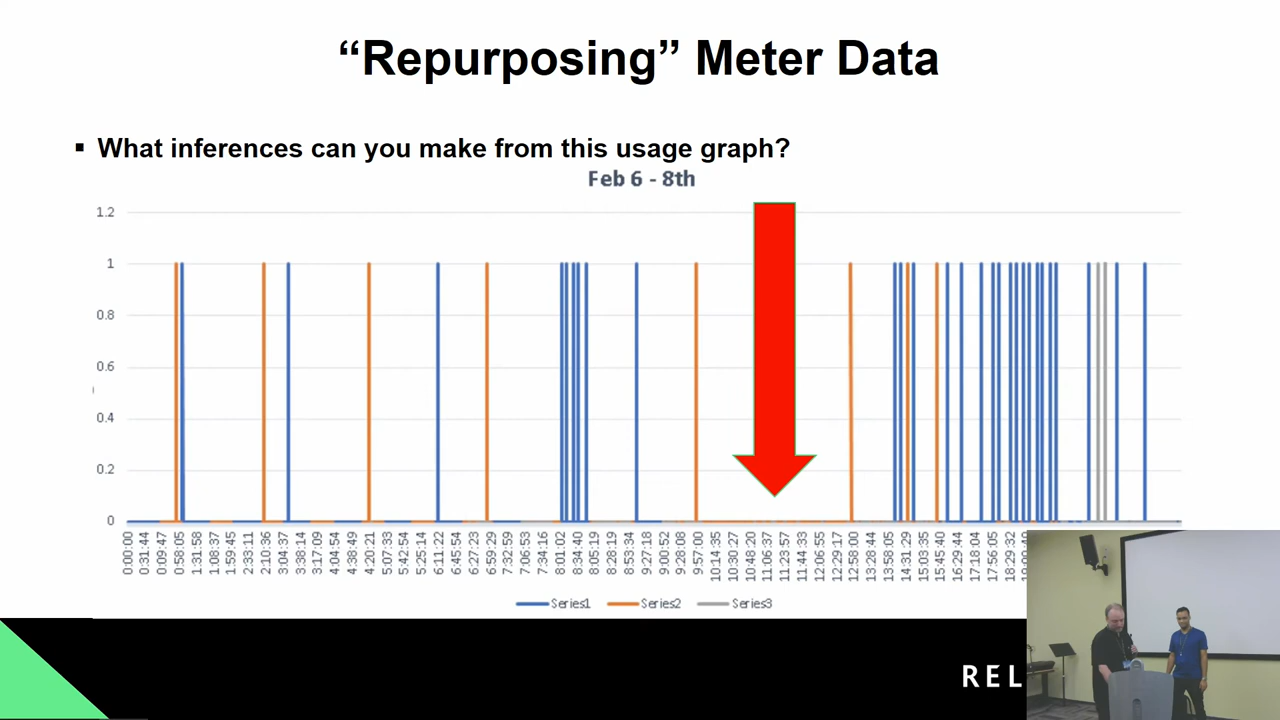 “Repurposing” Meter Data
▪ What inferences can you make from this usage graph?
Feb 6 - 8th
1.2
1
0.8
0.6
0.4
0.2
0
0:00:00 0:31:44 0:09:47 0:58:05 1:31:58 1:08:37 1:59:45 2:33:11 2:10:36 3:04:37 3:38:14 3:17:09 4:04:54 4:38:49 4:20:21 5:07:33 5:42:54 5:25:14 6:11:22 6:45:54 6:27:23 6:59:29 7:32:59 7:06:53 7:34:16 8:01:02 8:34:40 8:05:19 8:53:34 9:27:18 9:00:52 9:28:08 9:57:00 10:14:35 10:30:27 10:48:20 11:06:37 11:23:57 11:44:33 12:06:55 12:29:17 12:58:00 13:28:44 13:58:05 14:31:29 15:03:35 15:45:40 16:29:44 17:18:04 17:56:05 18:29:32
Series1 Series2 Series3
REL